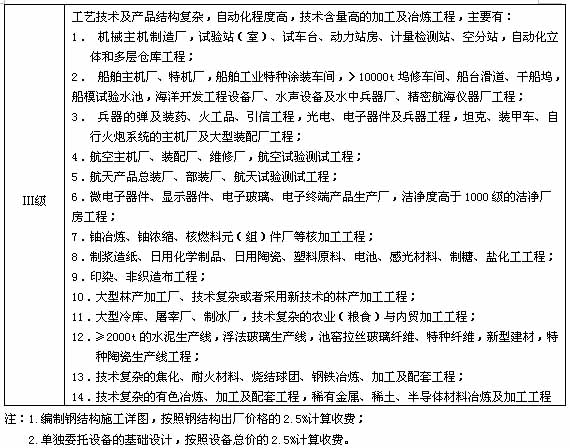 工艺技术及产品结构复杂，自动化程度高，技术含量高的加工及冶炼工程，主要有：
1． 机械主机制造厂，试验站（室）、试车台、动力站房、计量检测站、空分站，自动化立
体和多层仓库工程；
2． 船舶主机厂、特机厂，船舶工业特种涂装车间，＞10000t坞修车间、船台滑道、干船坞，
船模试验水池，海洋开发工程设备厂、水声设备及水中兵器厂、精密航海仪器厂工程；
3． 兵器的弹及装药、火工品、引信工程，光电、电子器件及兵器工程，坦克、装甲车、自
行火炮系统的主机厂及大型装配厂工程；
4．航空主机厂、装配厂、维修厂，航空试验测试工程；
5．航天产品总装厂、部装厂、航天试验测试工程；
III级
6．微电子器件、显示器件、电子玻璃、电子终端产品生产厂，洁净度高于1000级的洁净厂
房工程；
7．铀冶炼、铀浓缩、核燃料元（组）件厂等核加工工程；
8．制浆造纸、日用化学制品、日用陶瓷、塑料原料、电池、感光材料、制糖、盐化工工程；
9．印染、非织造布工程；
10．大型林产加工厂、技术复杂或者采用新技术的林产加工工程；
11．大型冷库、屠宰厂、制冰厂，技术复杂的农业（粮食）与内贸加工工程；
12．≥2000t的水泥生产线，浮法玻璃生产线，池窑拉丝玻璃纤维、特种纤维，新型建材，特
种陶瓷生产线工程；
13．技术复杂的焦化、耐火材料、烧结球团、钢铁冶炼、加工及配套工程；
14．技术复杂的有色冶炼、加工及配套工程，稀有金属、稀土、半导体材料冶炼及加工工程
注：1.编制钢结构施工详图，按照钢结构出厂价格的2.5%计算收费；
2.单独委托设备的基础设计，按照设备总价的2.5%计算收费。